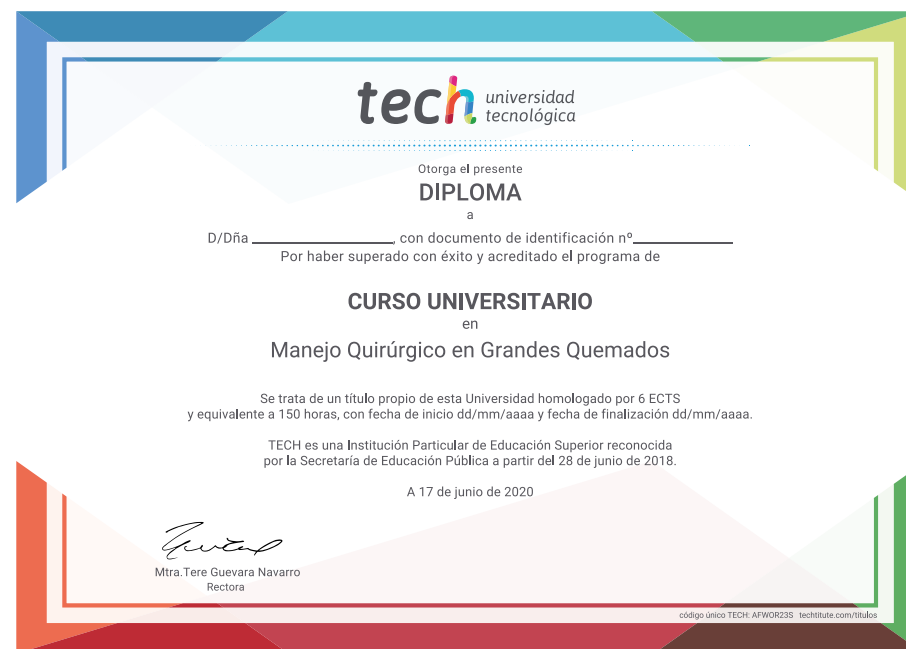 tech universidad
tecnológica
Otorga el presente
DIPLOMA
a
D/Dña ____________________, con documento de identificación nº______________
Por haber superado con éxito y acreditado el programa de
CURSO UNIVERSITARIO
en
Manejo Quirúrgico en Grandes Quemados
Se trata de un título propio de esta Universidad homologado por 6 ECTS
y equivalente a 150 horas, con fecha de inicio dd/mm/aaaa y fecha de finalización dd/mm/aaaa.
TECH es una Institución Particular de Educación Superior reconocida
por la Secretaría de Educación Pública a partir del 28 de junio de 2018.
A 17 de junio de 2020
Mtra.Tere Guevara Navarro
Rectora
código único TECH: AFWOR23S techtitute.com/titulos